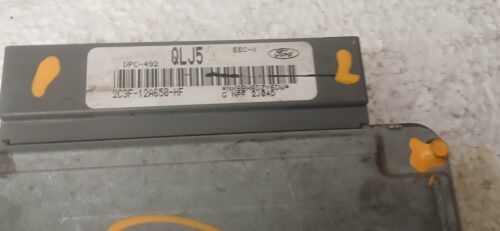 DPC-492 QLJ5 EEC-V Ford
2C3F-12A650-HF